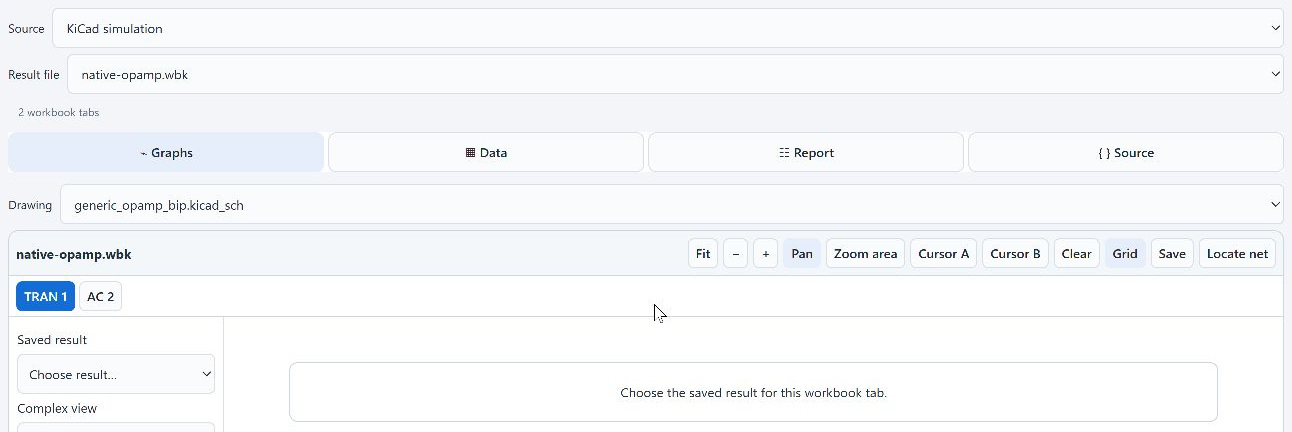 Source KiCad simulation
Result file native-opamp.wbk
2 workbook tabs
Graphs Data Report { } Source
Drawing generic_opamp_bip.kicad_sch
native-opamp.wbk Fit − + Pan Zoom area Cursor A Cursor B Clear Grid Save Locate net
TRAN 1 AC 2
Saved result
Choose result...
Choose the saved result for this workbook tab.
Complex view